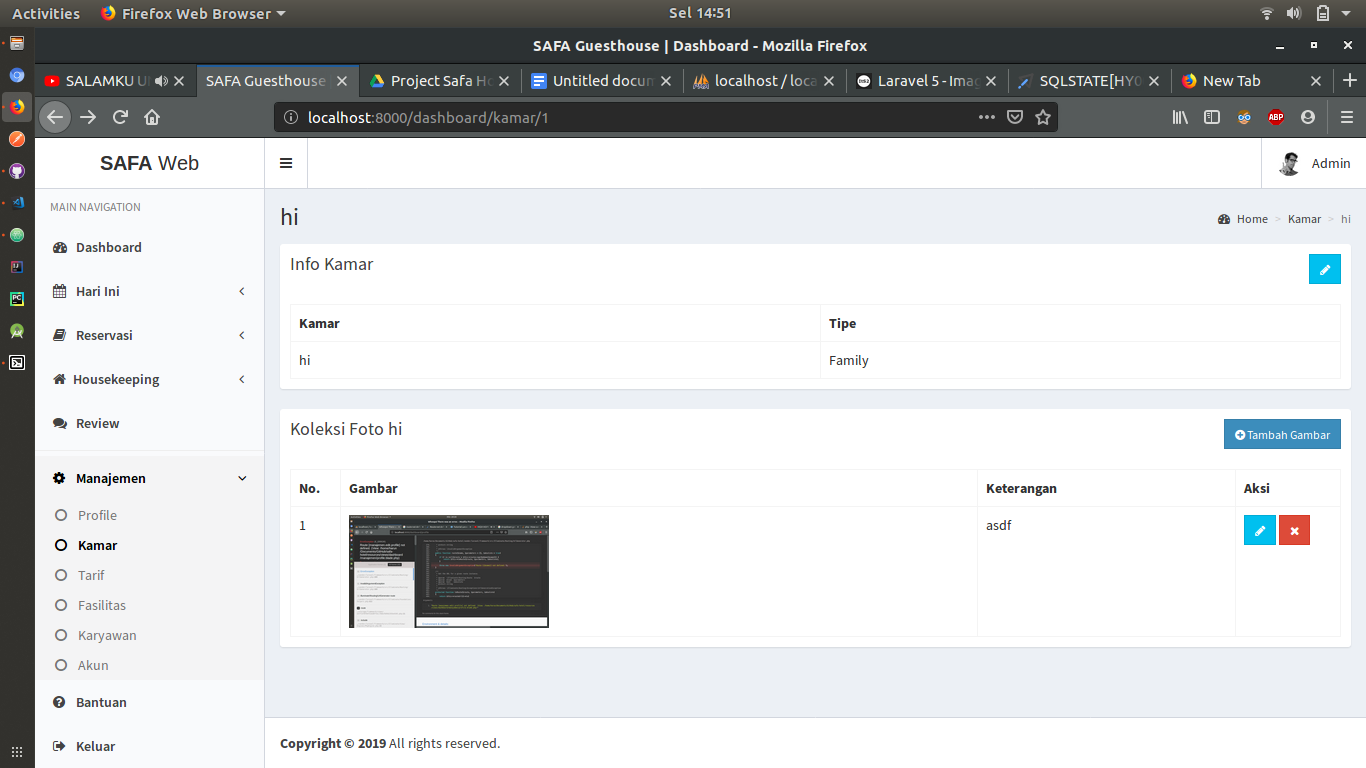 Activities Firefox Web Browser Sel 14:51
SAFA Guesthouse | Dashboard - Mozilla Firefox
SALAMKU U SAFA Guesthouse Project Safa Ho Untitled docum localhost / loca Laravel 5 - Imag SQLSTATE[HY0 New Tab
localhost:8000/dashboard/kamar/1
ABP
SAFA Web
Admin
MAIN NAVIGATION
Dashboard
Hari Ini
Reservasi
Housekeeping
Review
Manajemen
Profile
Kamar
Tarif
Fasilitas
Karyawan
Akun
Bantuan
Keluar
hi
Home > Kamar > hi
Info Kamar
Kamar Tipe
hi Family
Koleksi Foto hi
Tambah Gambar
No. Gambar Keterangan Aksi
1 asdf
Copyright © 2019 All rights reserved.